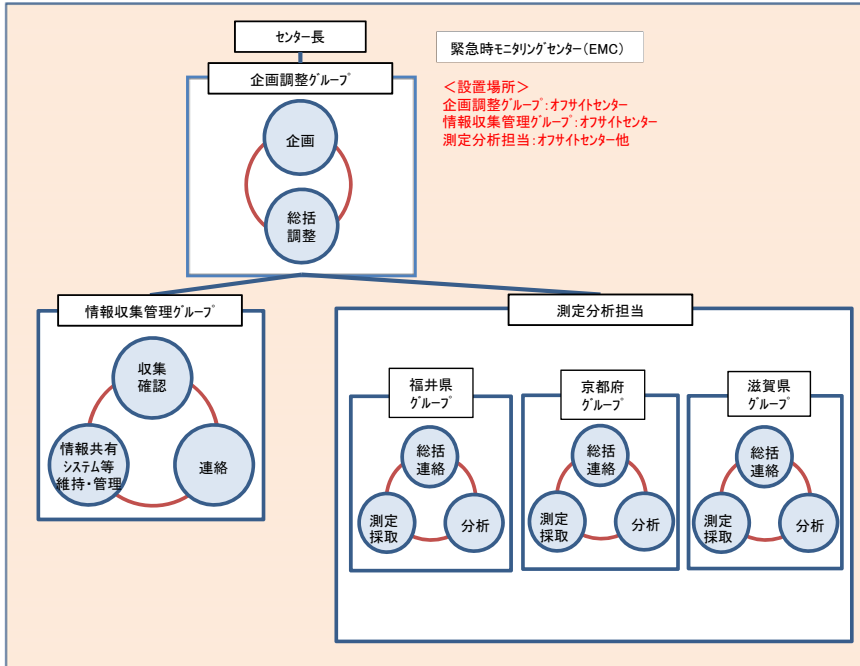 センター長
緊急時モニタリングセンター(EMC)
企画調整グループ
<設置場所>
企画調整グループ:オフサイトセンター
情報収集管理グループ:オフサイトセンター
測定分析担当:オフサイトセンター他
企画
総括
調整
情報収集管理グループ
収集
確認
情報共有
システム等
維持・管理
連絡
測定分析担当
福井県
グループ
総括
連絡
測定
採取
分析
京都府
グループ
総括
連絡
測定
採取
分析
滋賀県
グループ
総括
連絡
測定
採取
分析